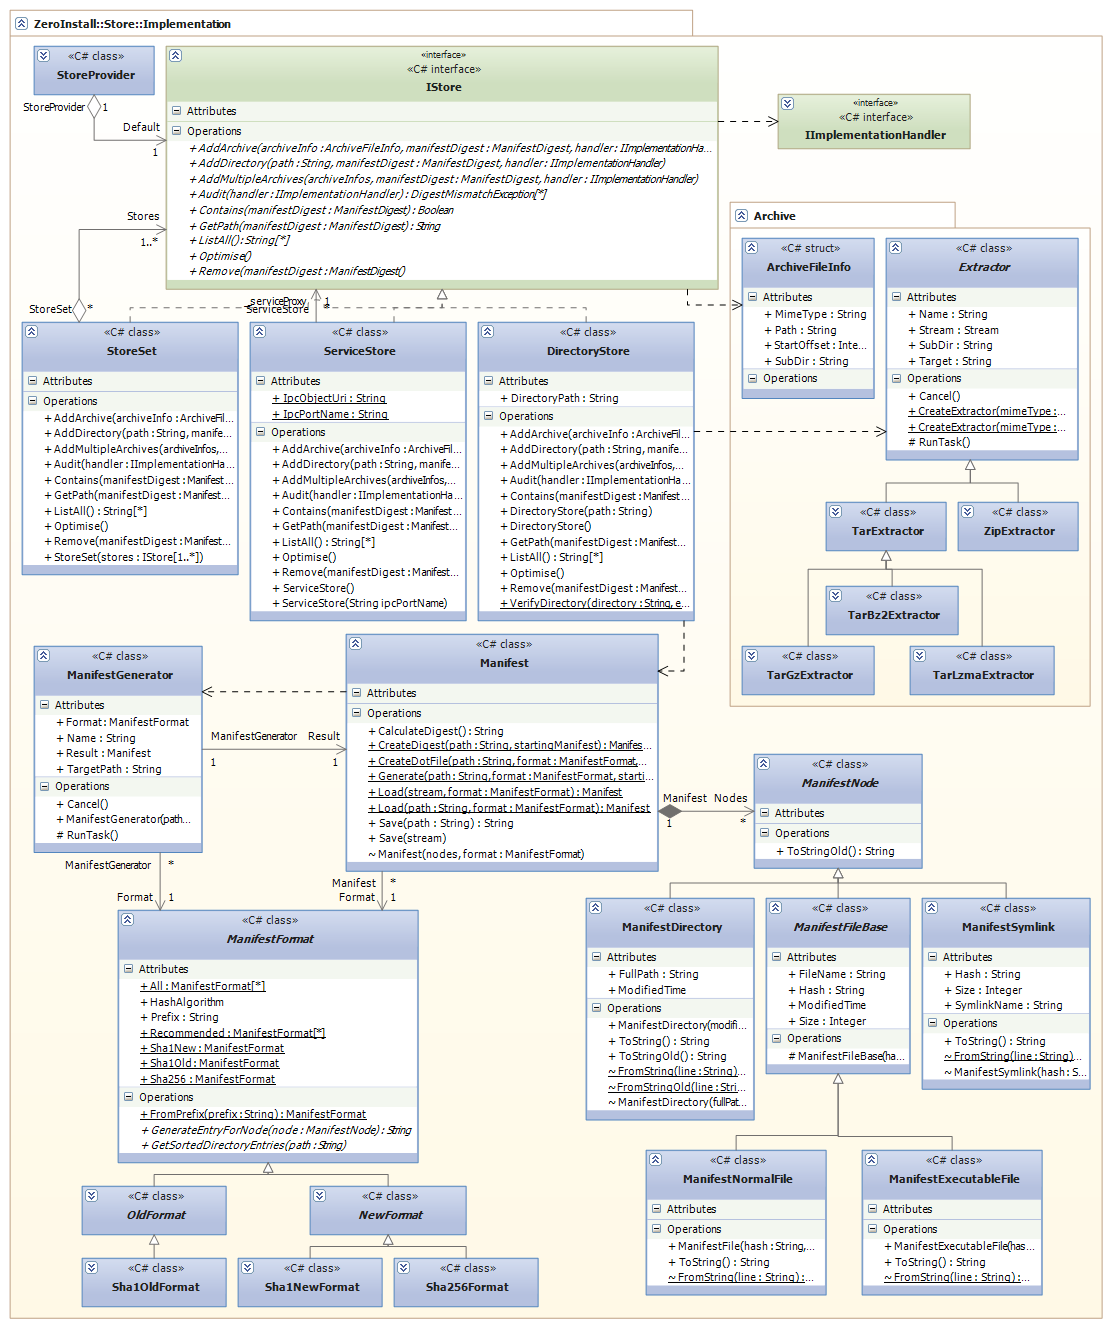 ZeroInstall::Store::Implementation
«C# class»
StoreProvider
StoreProvider
1
Default
1
«interface»
«C# interface»
IStore
Attributes
Operations
+ AddArchive(archiveInfo : ArchiveFileInfo, manifestDigest : ManifestDigest, handler : IImplementationHa...
+ AddDirectory(path : String, manifestDigest : ManifestDigest, handler : IImplementationHandler)
+ AddMultipleArchives(archiveInfos, manifestDigest : ManifestDigest, handler : IImplementationHandler)
+ Audit(handler : IImplementationHandler) : DigestMismatchException[*]
+ Contains(manifestDigest : ManifestDigest) : Boolean
+ GetPath(manifestDigest : ManifestDigest) : String
+ ListAll() : String[*]
+ Optimise()
+ Remove(manifestDigest : ManifestDigest()
«interface»
«C# interface»
IImplementationHandler
Stores
1..*
StoreSet
*
serviceProxy
1
ServiceStore
*
Archive
«C# struct»
ArchiveFileInfo
Attributes
+ MimeType : String
+ Path : String
+ StartOffset : Inte...
+ SubDir : String
Operations
«C# class»
Extractor
Attributes
+ Name : String
+ Stream : Stream
+ SubDir : String
+ Target : String
Operations
+ Cancel()
+ CreateExtractor(mimeType :...
+ CreateExtractor(mimeType :...
# RunTask()
«C# class»
TarExtractor
«C# class»
ZipExtractor
«C# class»
TarBz2Extractor
«C# class»
TarGzExtractor
«C# class»
TarLzmaExtractor
«C# class»
StoreSet
Attributes
Operations
+ AddArchive(archiveInfo : ArchiveFil...
+ AddDirectory(path : String, manife...
+ AddMultipleArchives(archiveInfos,...
+ Audit(handler : IImplementationHa...
+ Contains(manifestDigest : Manifest...
+ GetPath(manifestDigest : Manifest...
+ ListAll() : String[*]
+ Optimise()
+ Remove(manifestDigest : Manifest...
+ StoreSet(stores : IStore[1..*])
«C# class»
ServiceStore
Attributes
+ IpcObjectUri : String
+ IpcPortName : String
Operations
+ AddArchive(archiveInfo : ArchiveFil...
+ AddDirectory(path : String, manife...
+ AddMultipleArchives(archiveInfos,...
+ Audit(handler : IImplementationHa...
+ Contains(manifestDigest : Manifest...
+ GetPath(manifestDigest : Manifest...
+ ListAll() : String[*]
+ Optimise()
+ Remove(manifestDigest : Manifest...
+ ServiceStore()
+ ServiceStore(String ipcPortName)
«C# class»
DirectoryStore
Attributes
+ DirectoryPath : String
Operations
+ AddArchive(archiveInfo : ArchiveFil...
+ AddDirectory(path : String, manife...
+ AddMultipleArchives(archiveInfos,...
+ Audit(handler : IImplementationHa...
+ Contains(manifestDigest : Manifest...
+ DirectoryStore(path : String)
+ DirectoryStore()
+ GetPath(manifestDigest : Manifest...
+ ListAll() : String[*]
+ Optimise()
+ Remove(manifestDigest : Manifest...
+ VerifyDirectory(directory : String, e...
«C# class»
ManifestGenerator
Attributes
+ Format : ManifestFormat
+ Name : String
+ Result : Manifest
+ TargetPath : String
Operations
+ Cancel()
+ ManifestGenerator(path...
# RunTask()
ManifestGenerator Result
1 1
«C# class»
Manifest
Attributes
Operations
+ CalculateDigest() : String
+ CreateDigest(path : String, startingManifest) : Manifes...
+ CreateDotFile(path : String, format : ManifestFormat,...
+ Generate(path : String, format : ManifestFormat, starti...
+ Load(stream, format : ManifestFormat) : Manifest
+ Load(path : String, format : ManifestFormat) : Manifest
+ Save(path : String) : String
+ Save(stream)
~ Manifest(nodes, format : ManifestFormat)
Manifest Nodes
1 *
«C# class»
ManifestNode
Attributes
Operations
+ ToStringOld() : String
ManifestGenerator *
Format 1
Manifest *
Format 1
«C# class»
ManifestFormat
Attributes
+ All : ManifestFormat[*]
+ HashAlgorithm
+ Prefix : String
+ Recommended : ManifestFormat[*]
+ Sha1New : ManifestFormat
+ Sha1Old : ManifestFormat
+ Sha256 : ManifestFormat
Operations
+ FromPrefix(prefix : String) : ManifestFormat
+ GenerateEntryForNode(node : ManifestNode) : String
+ GetSortedDirectoryEntries(path : String)
«C# class»
OldFormat
«C# class»
NewFormat
«C# class»
Sha1OldFormat
«C# class»
Sha1NewFormat
«C# class»
Sha256Format
«C# class»
ManifestDirectory
Attributes
+ FullPath : String
+ ModifiedTime
Operations
+ ManifestDirectory(modifi...
+ ToString() : String
+ ToStringOld() : String
~ FromString(line : String)...
~ FromStringOld(line : Stri...
~ ManifestDirectory(fullPat...
«C# class»
ManifestFileBase
Attributes
+ FileName : String
+ Hash : String
+ ModifiedTime
+ Size : Integer
Operations
# ManifestFileBase(ha...
«C# class»
ManifestSymlink
Attributes
+ Hash : String
+ Size : Integer
+ SymlinkName : String
Operations
+ ToString() : String
~ FromString(line : String)...
~ ManifestSymlink(hash : S...
«C# class»
ManifestNormalFile
Attributes
Operations
+ ManifestFile(hash : String,...
+ ToString() : String
~ FromString(line : String) :...
«C# class»
ManifestExecutableFile
Attributes
Operations
+ ManifestExecutableFile(has...
+ ToString() : String
~ FromString(line : String) :...